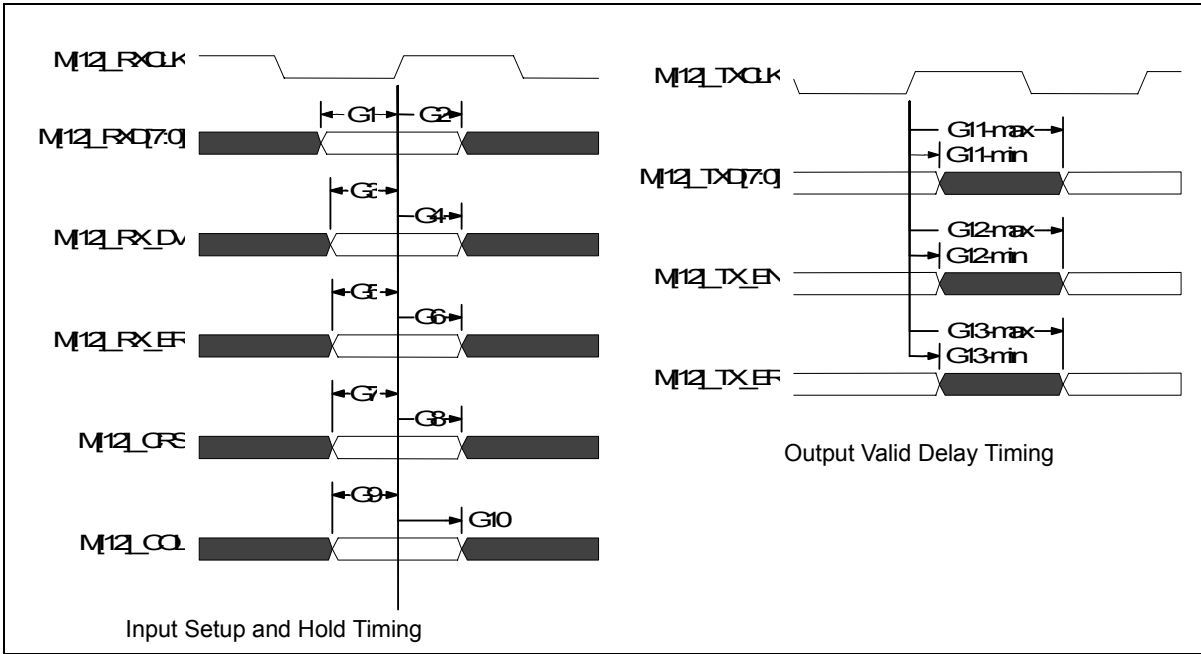 M[12]_RXCLK
G1 G2
M[12]_RXD[7:0]
G3
G4
M[12]_RX_DV
G5
G6
M[12]_RX_ER
G7
G8
M[12]_CRS
G9
G10
M[12]_COL
Input Setup and Hold Timing
M[12]_TXCLK
G11-max
G11-min
M[12]_TXD[7:0]
G12-max
G12-min
M[12]_TX_EN
G13-max
G13-min
M[12]_TX_ER
Output Valid Delay Timing